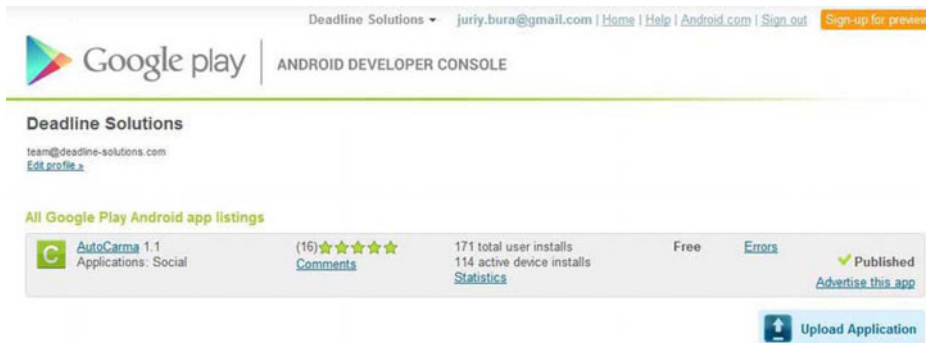 Deadline Solutions juriy.bura@gmail.com | Home | Help | Android.com | Sign out Sign-up for preview
Google play ANDROID DEVELOPER CONSOLE
Deadline Solutions
team@deadline-solutions.com
Edit profile »
All Google Play Android app listings
C AutoCarma 1.1 (16) 171 total user installs Free Errors
Applications: Social Comments 114 active device installs Published
Statistics Advertise this app
Upload Application